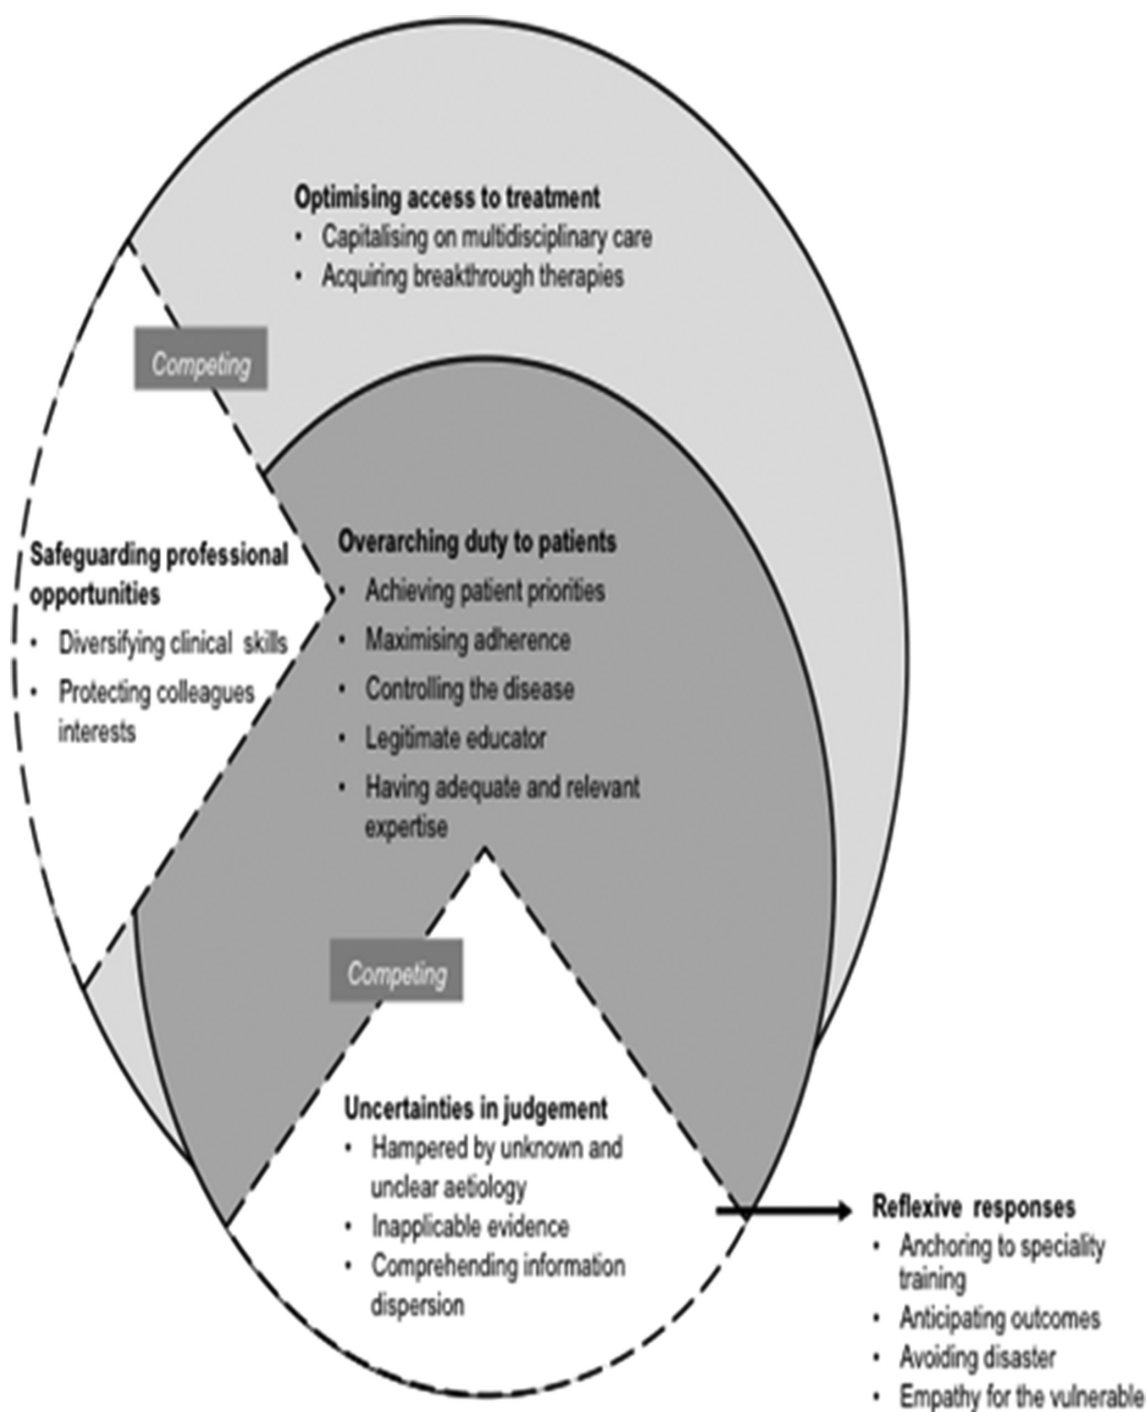 Optimising access to treatment
• Capitalising on multidisciplinary care
• Acquiring breakthrough therapies
Competing
Safeguarding professional
opportunities
• Diversifying clinical skills
• Protecting colleagues
interests
Overarching duty to patients
• Achieving patient priorities
• Maximising adherence
• Controlling the disease
• Legitimate educator
• Having adequate and relevant
expertise
Competing
Uncertainties in judgement
• Hampered by unknown and
unclear aetiology
• Inapplicable evidence
• Comprehending information
dispersion
Reflexive responses
• Anchoring to speciality
training
• Anticipating outcomes
• Avoiding disaster
• Empathy for the vulnerable